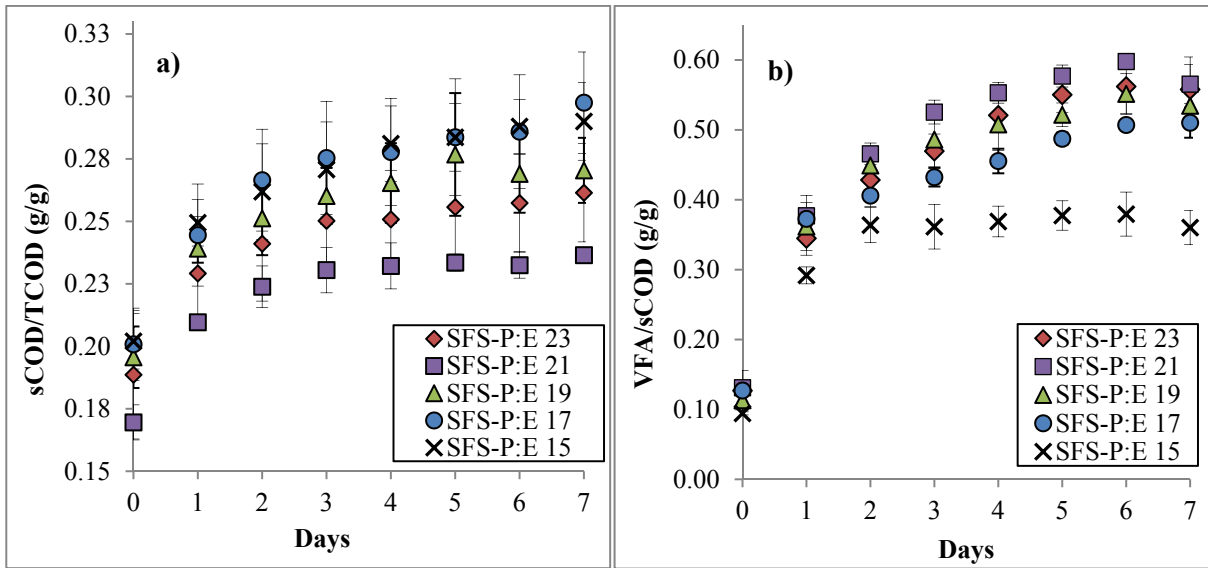 a)
sCOD/TCOD (g/g)
0.33
0.30
0.28
0.25
0.23
0.20
0.18
0.15
SFS-P:E 23
SFS-P:E 21
SFS-P:E 19
SFS-P:E 17
SFS-P:E 15
0 1 2 3 4 5 6 7
Days
b)
VFA/sCOD (g/g)
0.60
0.50
0.40
0.30
0.20
0.10
0.00
SFS-P:E 23
SFS-P:E 21
SFS-P:E 19
SFS-P:E 17
SFS-P:E 15
0 1 2 3 4 5 6 7
Days